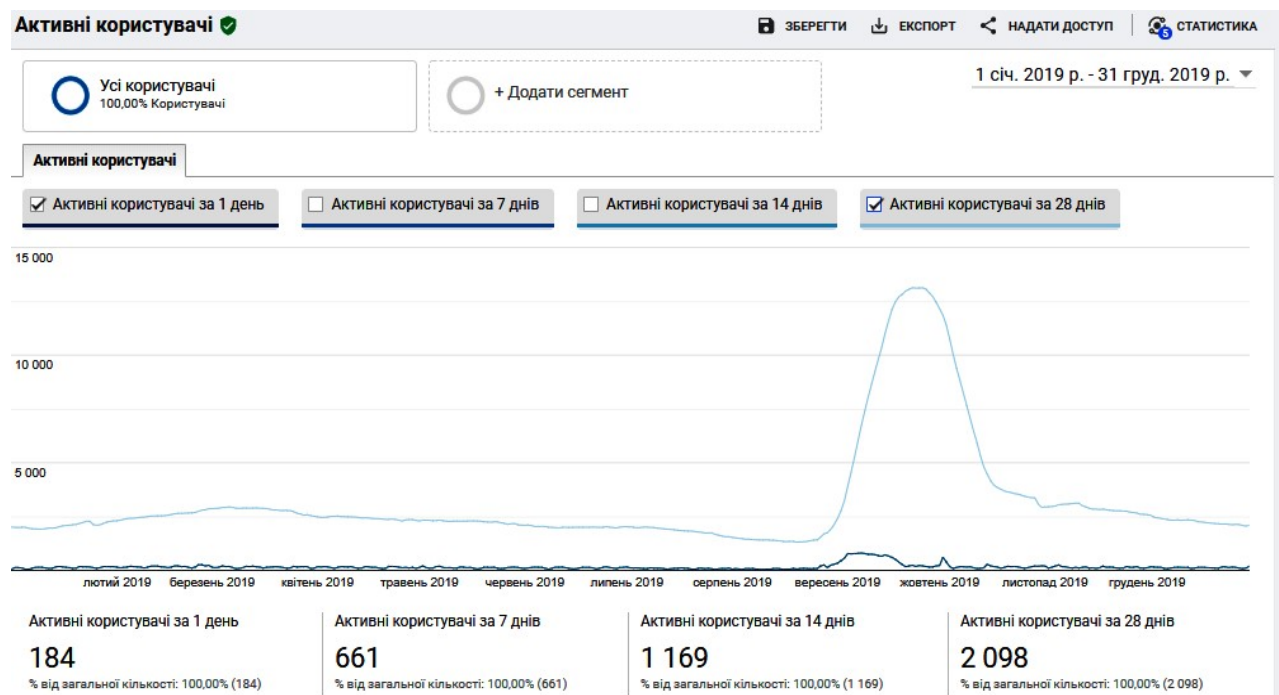 Активні користувачі
ЗБЕРЕГТИ ЕКСПОРТ НАДАТИ ДОСТУП 5 СТАТИСТИКА
Усі користувачі
100,00% Користувачі
+ Додати сегмент
1 січ. 2019 р. - 31 груд. 2019 р.
Активні користувачі
Активні користувачі за 1 день Активні користувачі за 7 днів Активні користувачі за 14 днів Активні користувачі за 28 днів
15 000
10 000
5 000
лютий 2019 березень 2019 квітень 2019 травень 2019 червень 2019 липень 2019 серпень 2019 вересень 2019 жовтень 2019 листопад 2019 грудень 2019
Активні користувачі за 1 день Активні користувачі за 7 днів Активні користувачі за 14 днів Активні користувачі за 28 днів
184 661 1 169 2 098
% від загальної кількості: 100,00% (184) % від загальної кількості: 100,00% (661) % від загальної кількості: 100,00% (1 169) % від загальної кількості: 100,00% (2 098)